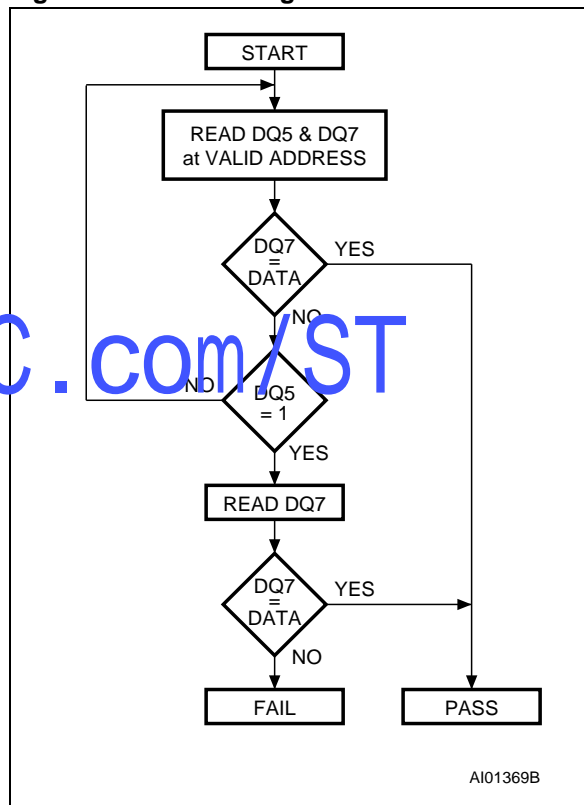 START
READ DQ5 & DQ7
at VALID ADDRESS
DQ7
=
DATA
YES
NO
C.com/ST
NO
DQ5
= 1
YES
READ DQ7
DQ7
=
DATA
YES
NO
FAIL
PASS
AI01369B